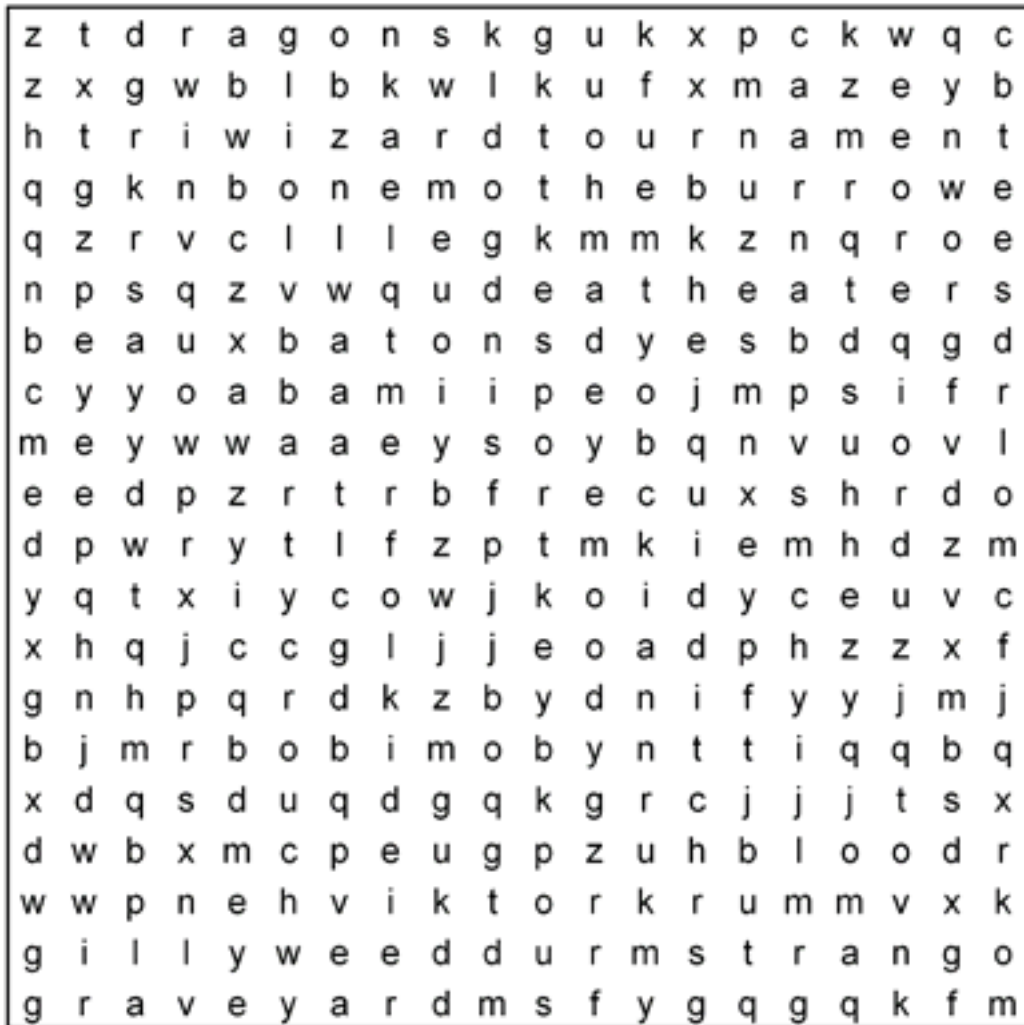 z t d r a g o n s k g u k x p c k w q c
z x g w b l b k w l k u f x m a z e y b
h t r i w i z a r d t o u r n a m e n t
q g k n b o n e m o t h e b u r r o w e
q z r v c l l l e g k m m k z n q r o e
n p s q z v w q u d e a t h e a t e r s
b e a u x b a t o n s d y e s b d q g d
c y y o a b a m i i p e o j m p s i f r
m e y w w a a e y s o y b q n v u o v l
e e d p z r t r b f r e c u x s h r d o
d p w r y t l f z p t m k i e m h d z m
y q t x i y c o w j k o i d y c e u v c
x h q j c c g l j j e o a d p h z z x f
g n h p q r d k z b y d n i f y y j m j
b j m r b o b i m o b y n t t i q q b q
x d q s d u q d g q k g r c j j j t s x
d w b x m c p e u g p z u h b l o o d r
w w p n e h v i k t o r k r u m m v x k
g i l l y w e e d d u r m s t r a n g o
g r a v e y a r d m s f y g q g q k f m